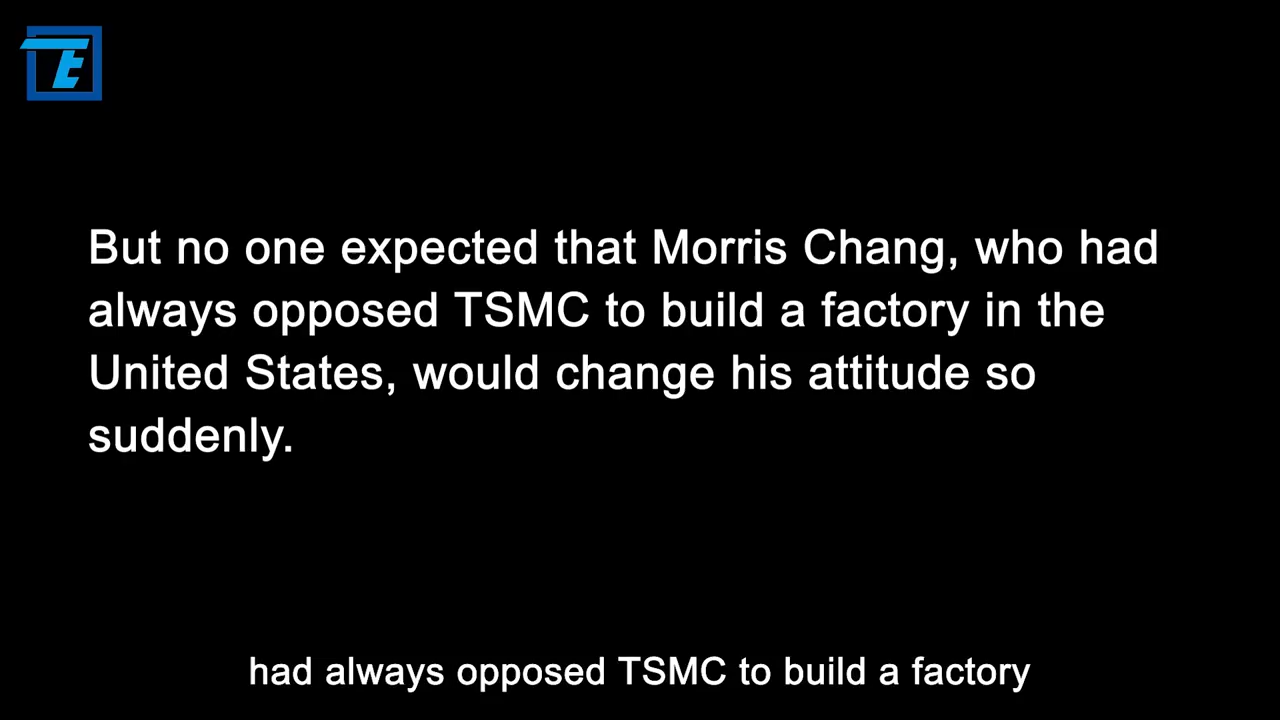 TE
But no one expected that Morris Chang, who had
always opposed TSMC to build a factory in the
United States, would change his attitude so
suddenly.
had always opposed TSMC to build a factory